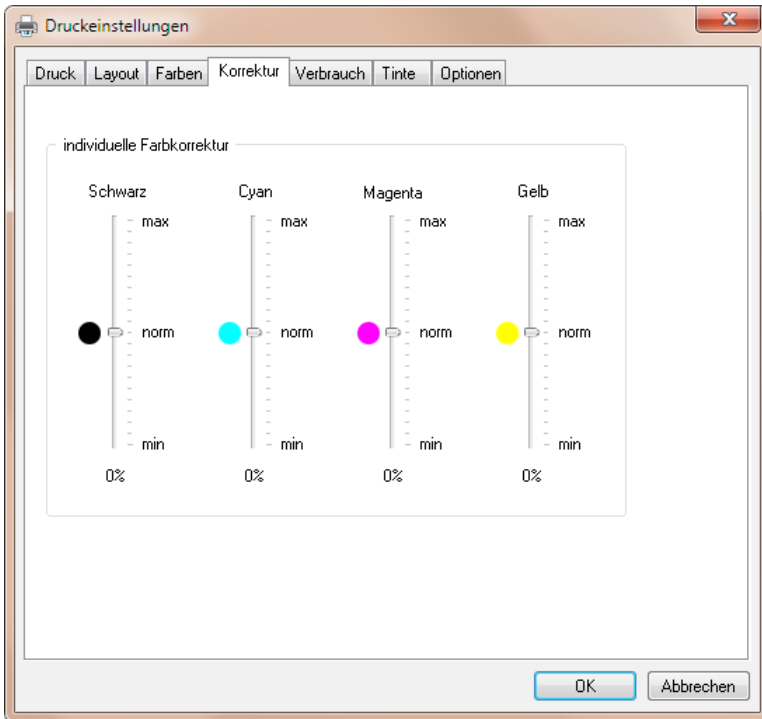 Druckeinstellungen
Druck Layout Farben Korrektur Verbrauch Tinte Optionen
individuelle Farbkorrektur
Schwarz Cyan Magenta Gelb
max max max max
norm norm norm norm
min min min min
0% 0% 0% 0%
OK Abbrechen